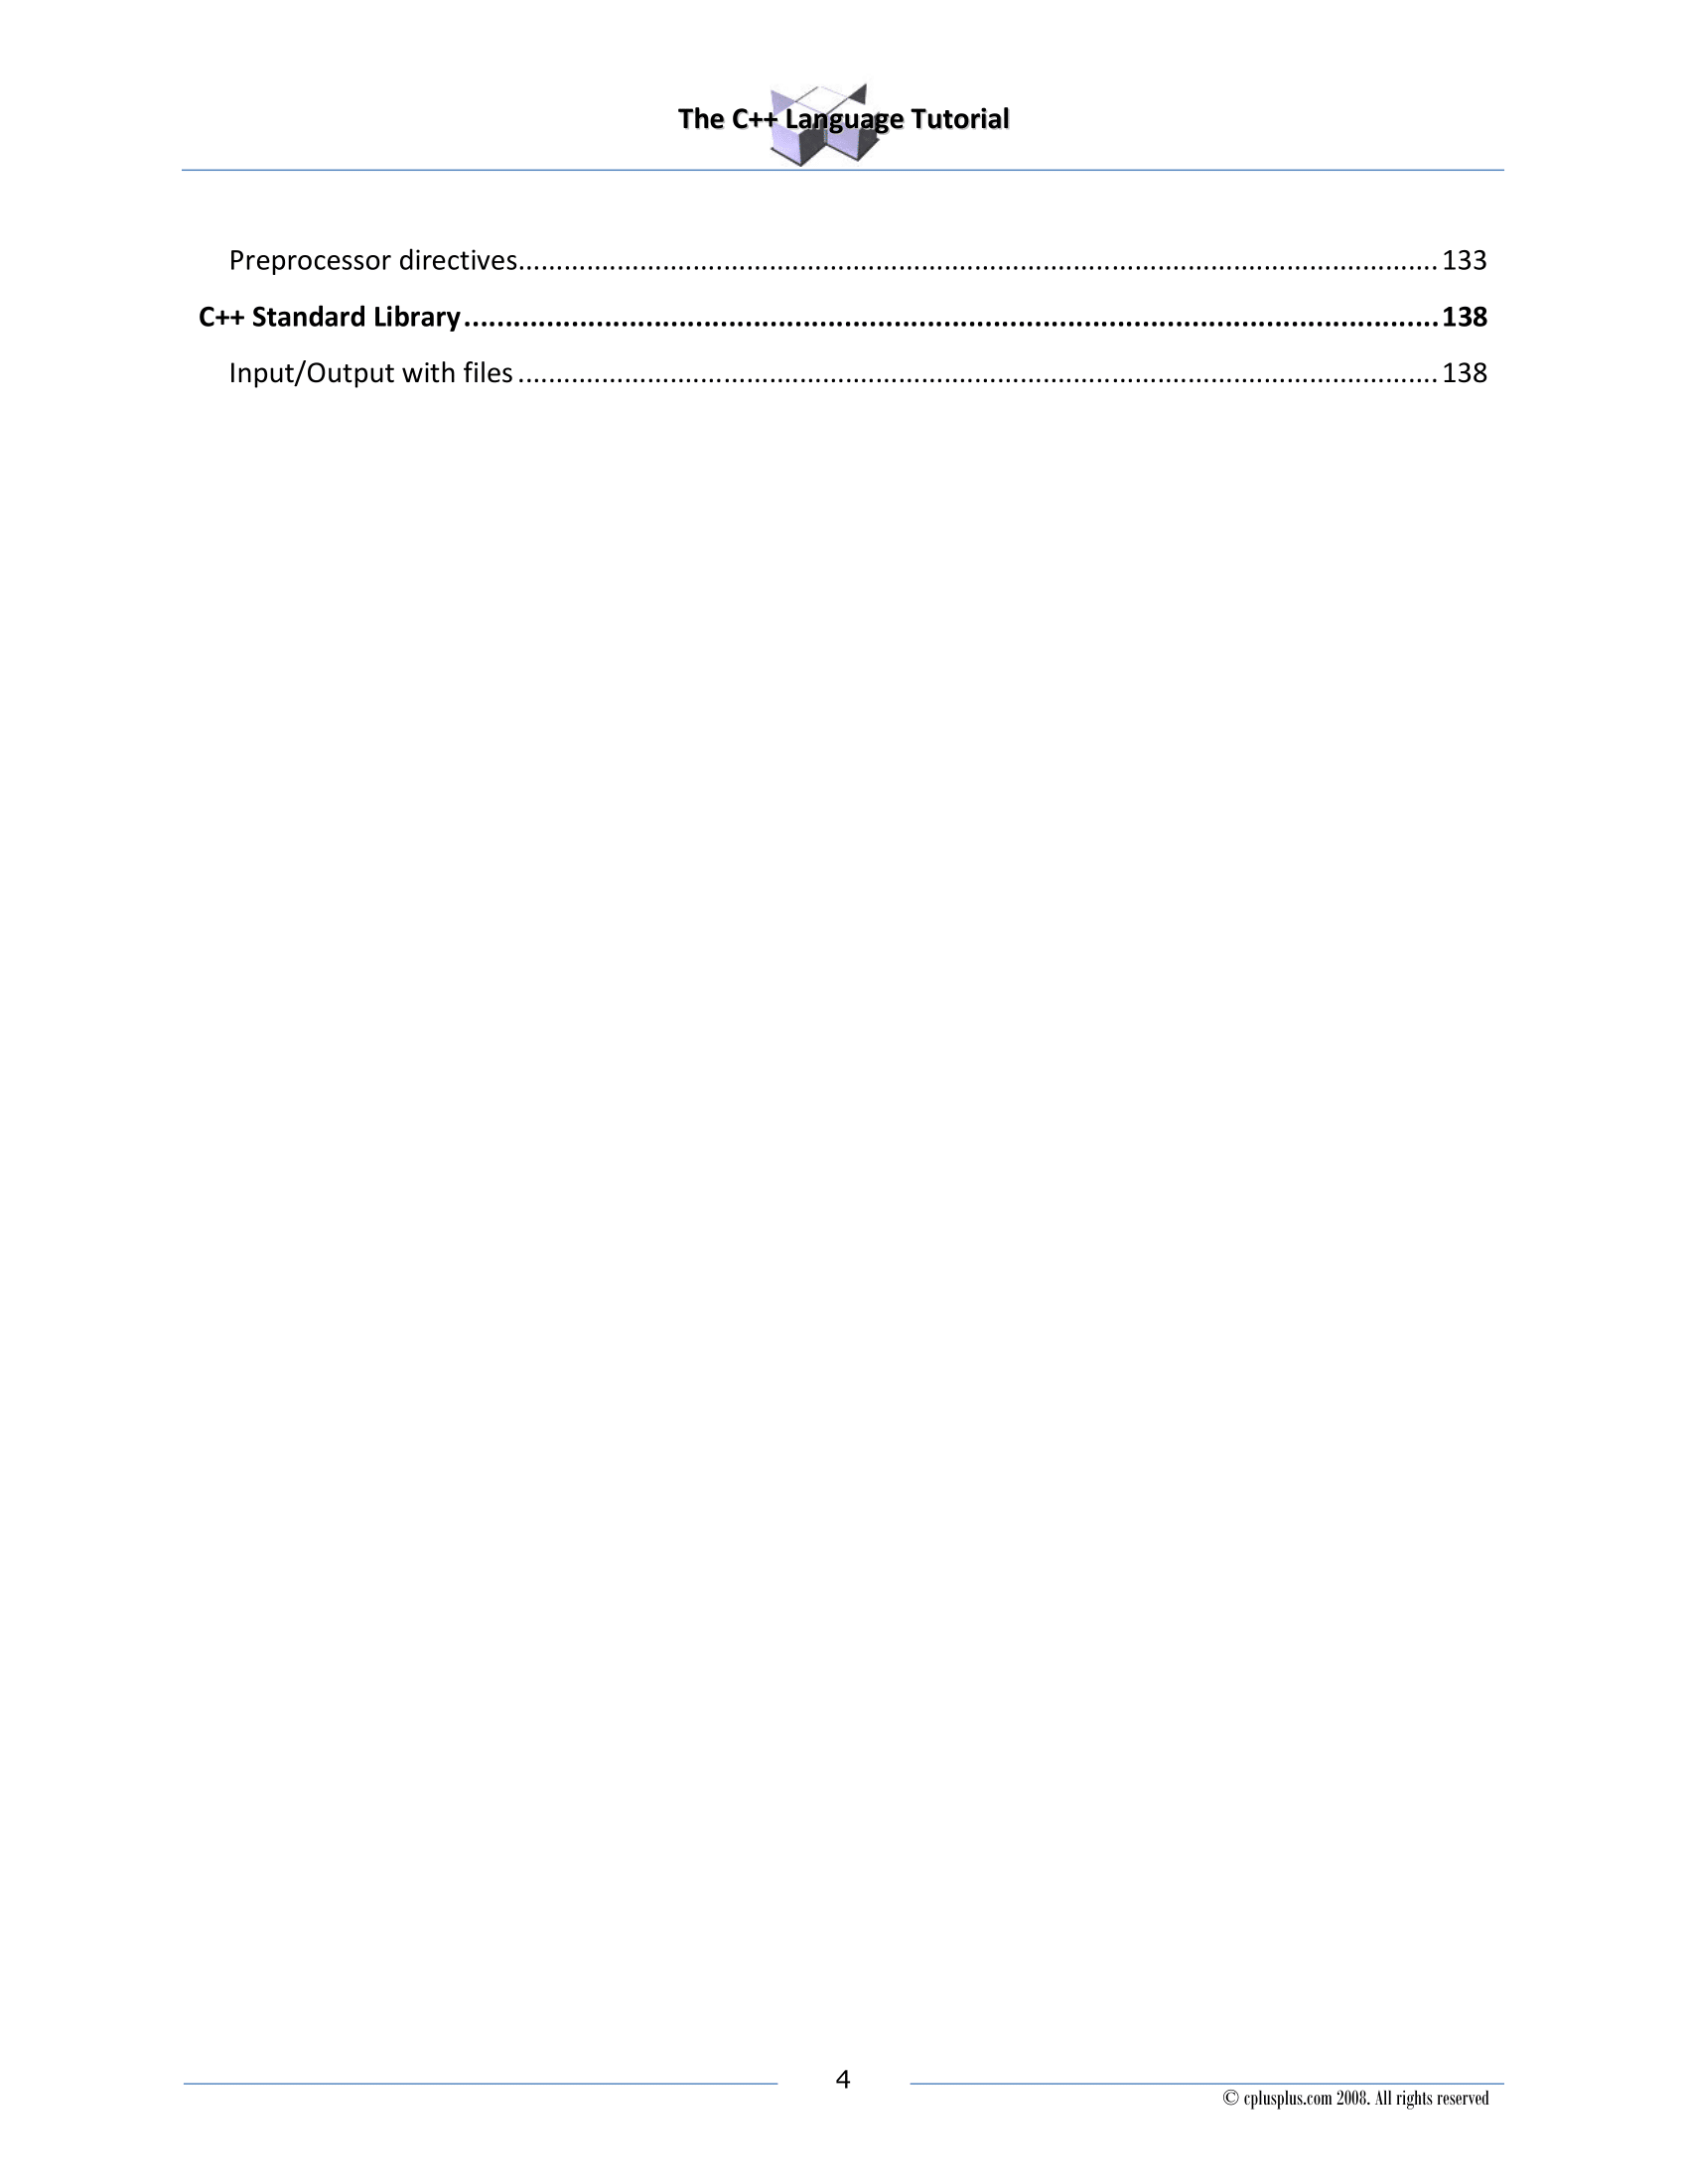 The C++ Language Tutorial
Preprocessor directives........................................................................................................................133
C++ Standard Library........................................................................................................................138
Input/Output with files ........................................................................................................................138
4
© cplusplus.com 2008. All rights reserved